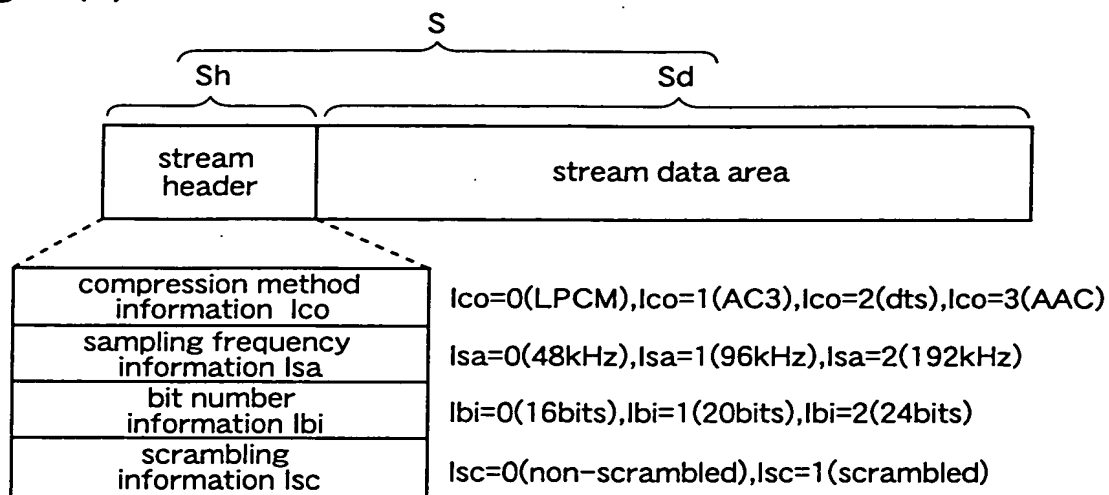 S
Sh
Sd
stream
header
stream data area
compression method
information Ico
Ico=0(LPCM),Ico=1(AC3),Ico=2(dts),Ico=3(AAC)
sampling frequency
information Isa
Isa=0(48kHz),Isa=1(96kHz),Isa=2(192kHz)
bit number
information Ibi
Ibi=0(16bits),Ibi=1(20bits),Ibi=2(24bits)
scrambling
information Isc
Isc=0(non-scrambled),Isc=1(scrambled)